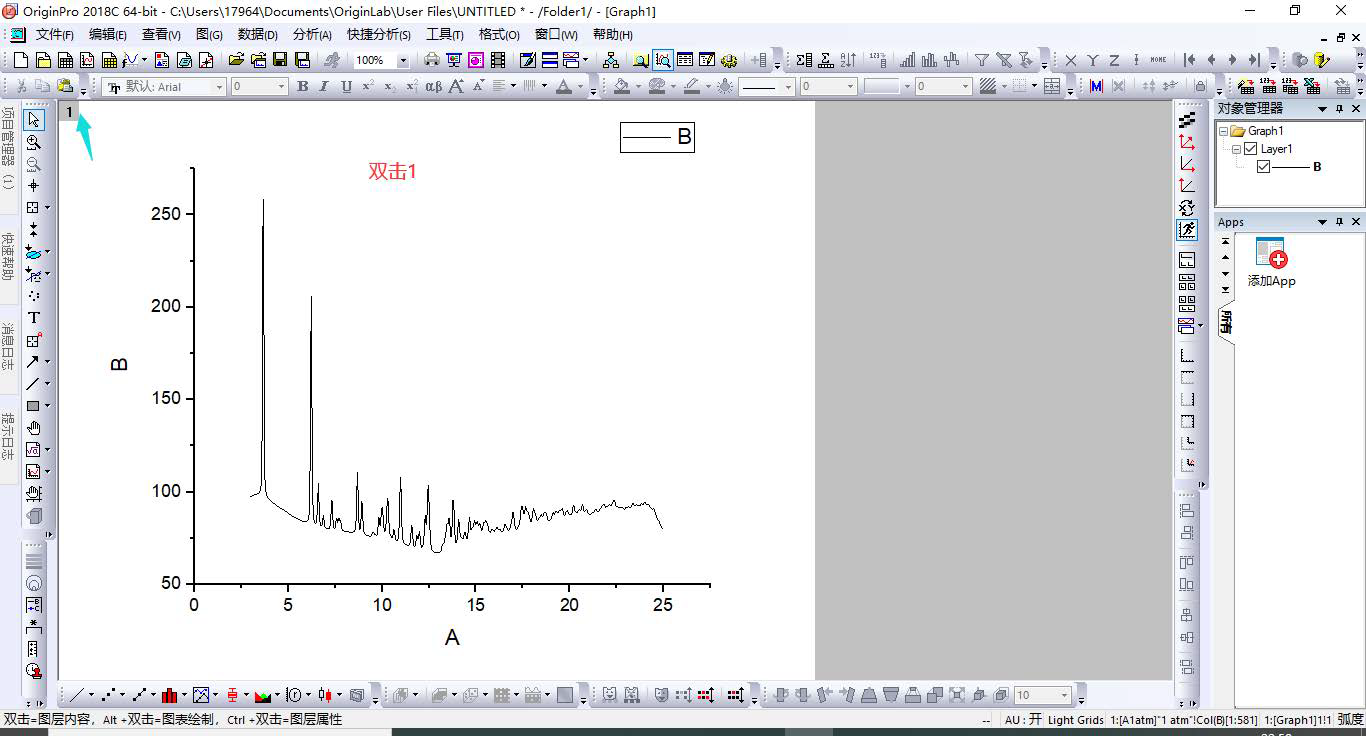 OriginPro 2018C 64-bit - C:\Users\17964\Documents\OriginLab\User Files\UNTITLED * - /Folder1/ - [Graph1]
文件(F) 编辑(E) 查看(V) 图(G) 数据(D) 分析(A) 快捷分析(S) 工具(T) 格式(O) 窗口(W) 帮助(H)
100%
X Y Z HOME
默认: Arial 0 B I U αβ A A A 0 0 M
项目管理器 (1)
快速帮助
消息日志
提示日志
1
双击1
B
250
200
150
100
50
0 5 10 15 20 25
B
A
对象管理器
Graph1
Layer1
B
Apps
添加App
所有
10
双击=图层内容，Alt +双击=图表绘制，Ctrl +双击=图层属性
-- AU : 开 Light Grids 1:[A1atm]"1 atm"!Col(B)[1:581] 1:[Graph1]1!1 弧度